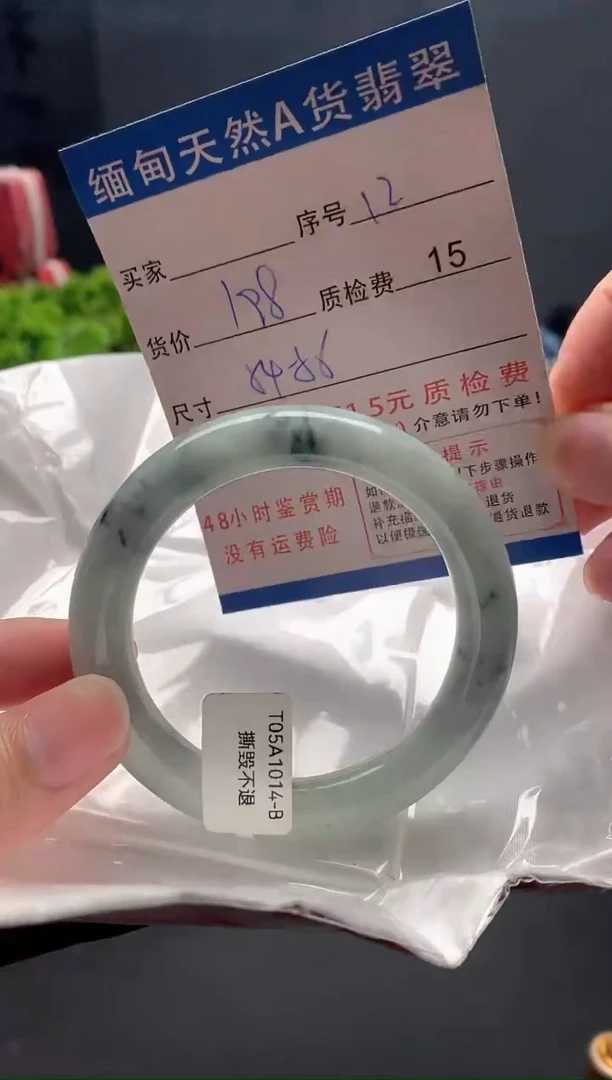 缅甸天然A货翡翠
买家 序号 12
货价 198 质检费 15
尺寸
1.5元质检费
介意请勿下单！
提示
下步骤操作
理由
退货
退货退款
48小时鉴赏期
没有运费险
T05A1014-B
撕毁不退